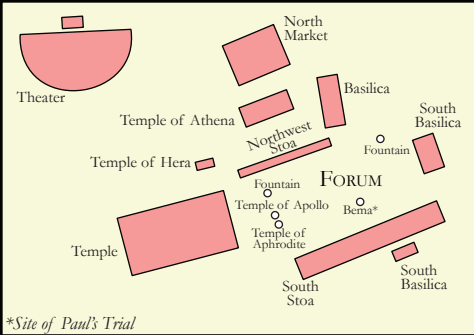 North
Market
Theater
Basilica
Temple of Athena
South
Basilica
Northwest
Stoa
Fountain
Temple of Hera
Fountain
FORUM
Temple of Apollo
Bema*
Temple of
Aphrodite
Temple
South
Stoa
South
Basilica
*Site of Paul's Trial